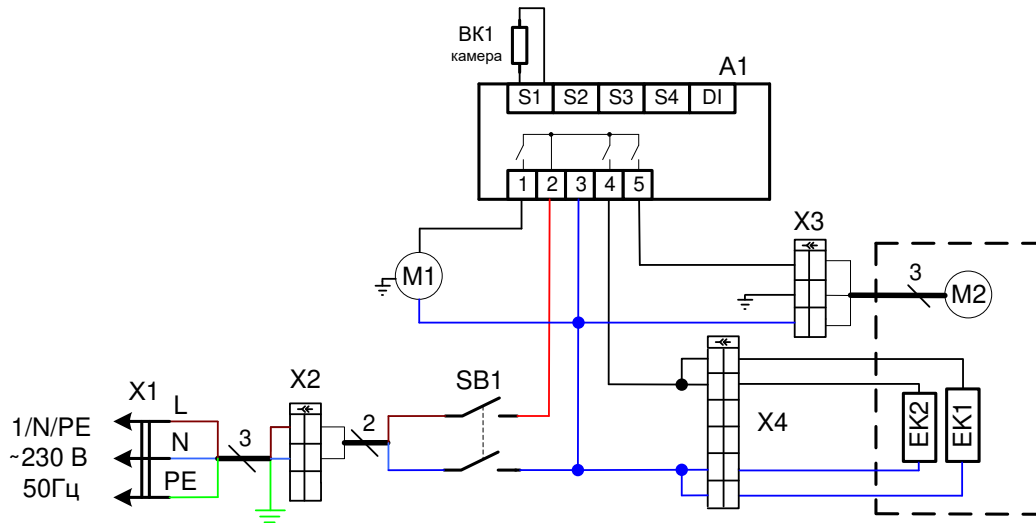 ВК1
камера
A1
S1 S2 S3 S4 DI
1 2 3 4 5
X3
M1
3
M2
X1
L
X2
SB1
X4
1/N/PE
~230 В
50Гц
N
3
2
PE
EK2
EK1